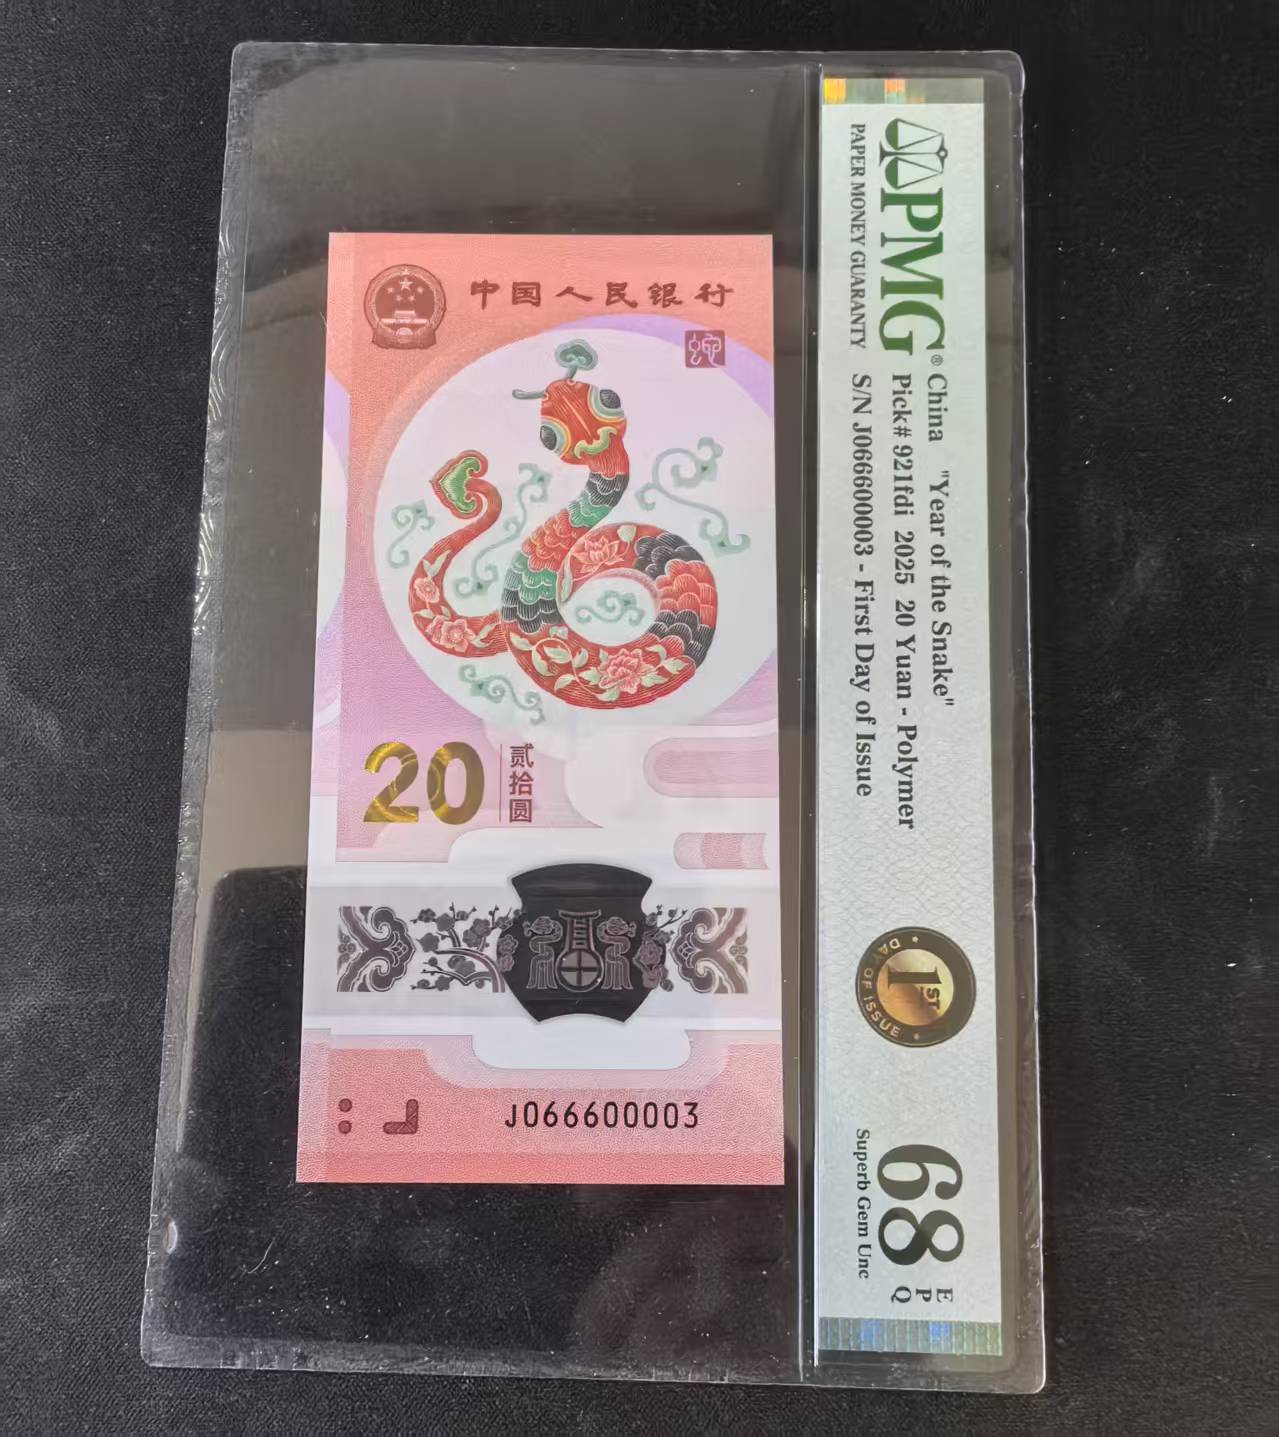 中国人民银行
蛇
20
贰拾圆
J066600003
PMG®
PAPER MONEY GUARANTY
China "Year of the Snake"
Pick# 921fdi 2025 20 Yuan - Polymer
S/N J066600003 - First Day of Issue
1ST
DAY OF ISSUE
68 EPQ
Superb Gem Unc